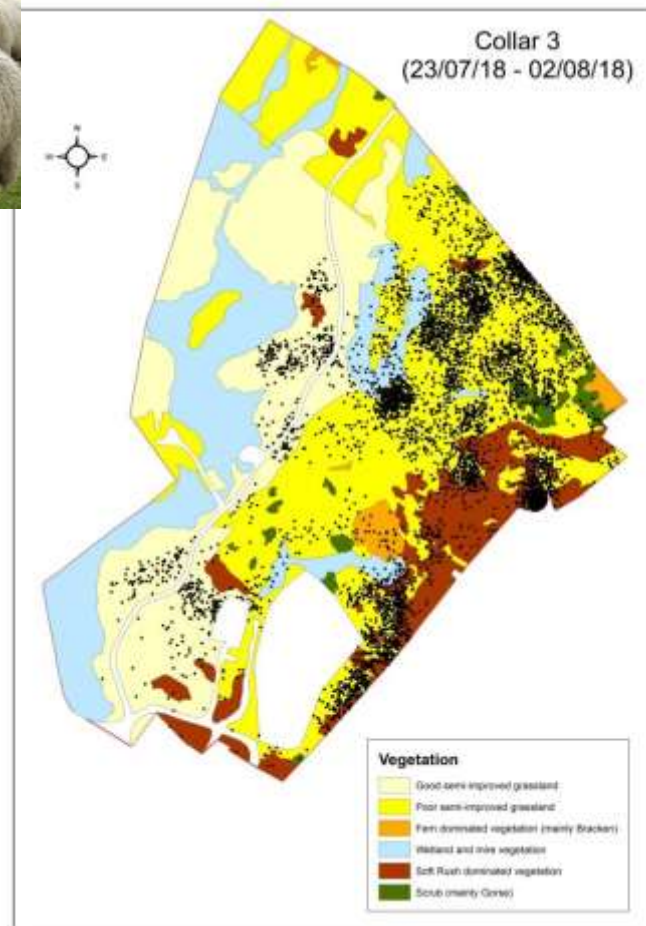 Collar 3
(23/07/18 - 02/08/18)
N
W E
S
Vegetation
Good semi-improved grassland
Poor semi-improved grassland
Fern dominated vegetation (mainly Bracken)
Wetland and mire vegetation
Soft Rush dominated vegetation
Scrub (mainly Gorse)